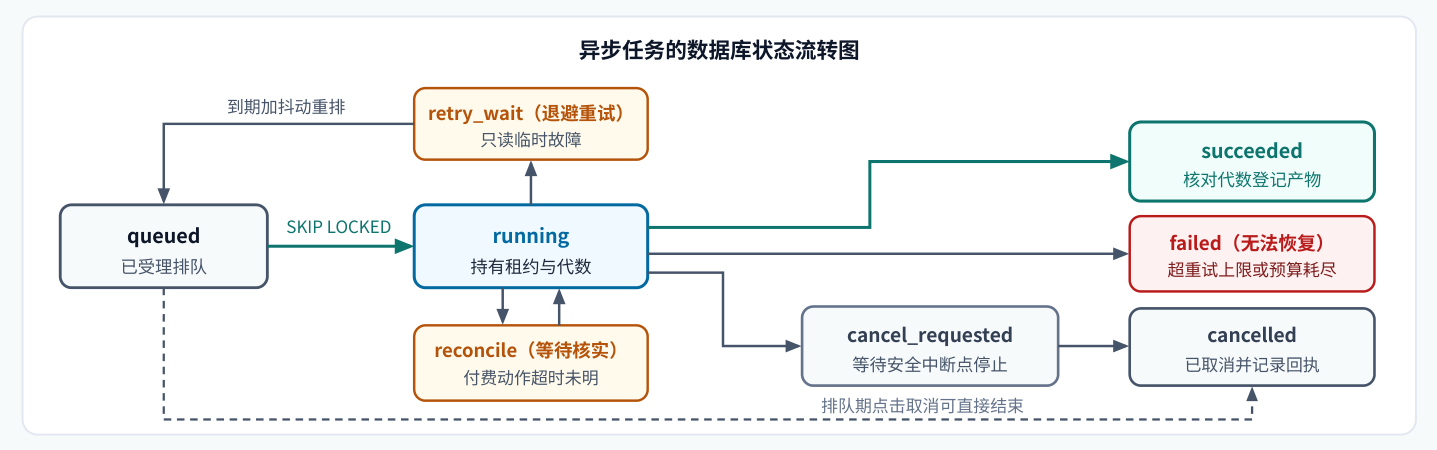 异步任务的数据库状态流转图
到期加抖动重排
retry_wait（退避重试）
只读临时故障
succeeded
核对代数登记产物
queued
已受理排队
SKIP LOCKED
running
持有租约与代数
failed（无法恢复）
超重试上限或预算耗尽
reconcile（等待核实）
付费动作超时未明
cancel_requested
等待安全中断点停止
cancelled
已取消并记录回执
排队期点击取消可直接结束